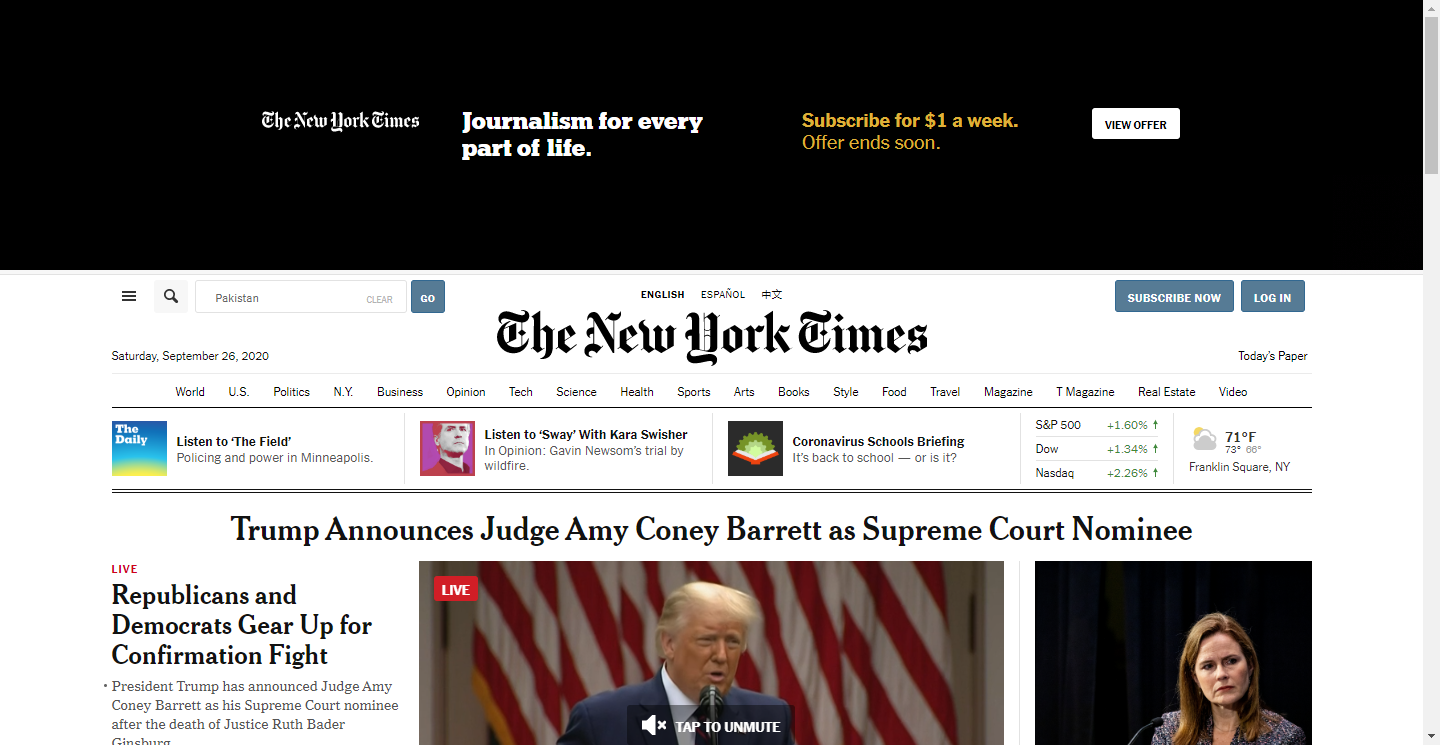 The New York Times
Journalism for every
part of life.
Subscribe for $1 a week.
Offer ends soon.
VIEW OFFER
Pakistan
CLEAR
GO
ENGLISH ESPAÑOL 中文
SUBSCRIBE NOW
LOG IN
The New York Times
Saturday, September 26, 2020
Today's Paper
World U.S. Politics N.Y. Business Opinion Tech Science Health Sports Arts Books Style Food Travel Magazine T Magazine Real Estate Video
The
Daily
Listen to ‘The Field’
Policing and power in Minneapolis.
Listen to ‘Sway’ With Kara Swisher
In Opinion: Gavin Newsom’s trial by
wildfire.
Coronavirus Schools Briefing
It’s back to school — or is it?
S&P 500 +1.60% ↑
Dow +1.34% ↑
Nasdaq +2.26% ↑
71°F
73° 66°
Franklin Square, NY
Trump Announces Judge Amy Coney Barrett as Supreme Court Nominee
LIVE
Republicans and
Democrats Gear Up for
Confirmation Fight
• President Trump has announced Judge Amy
Coney Barrett as his Supreme Court nominee
after the death of Justice Ruth Bader
Ginsburg
LIVE
TAP TO UNMUTE